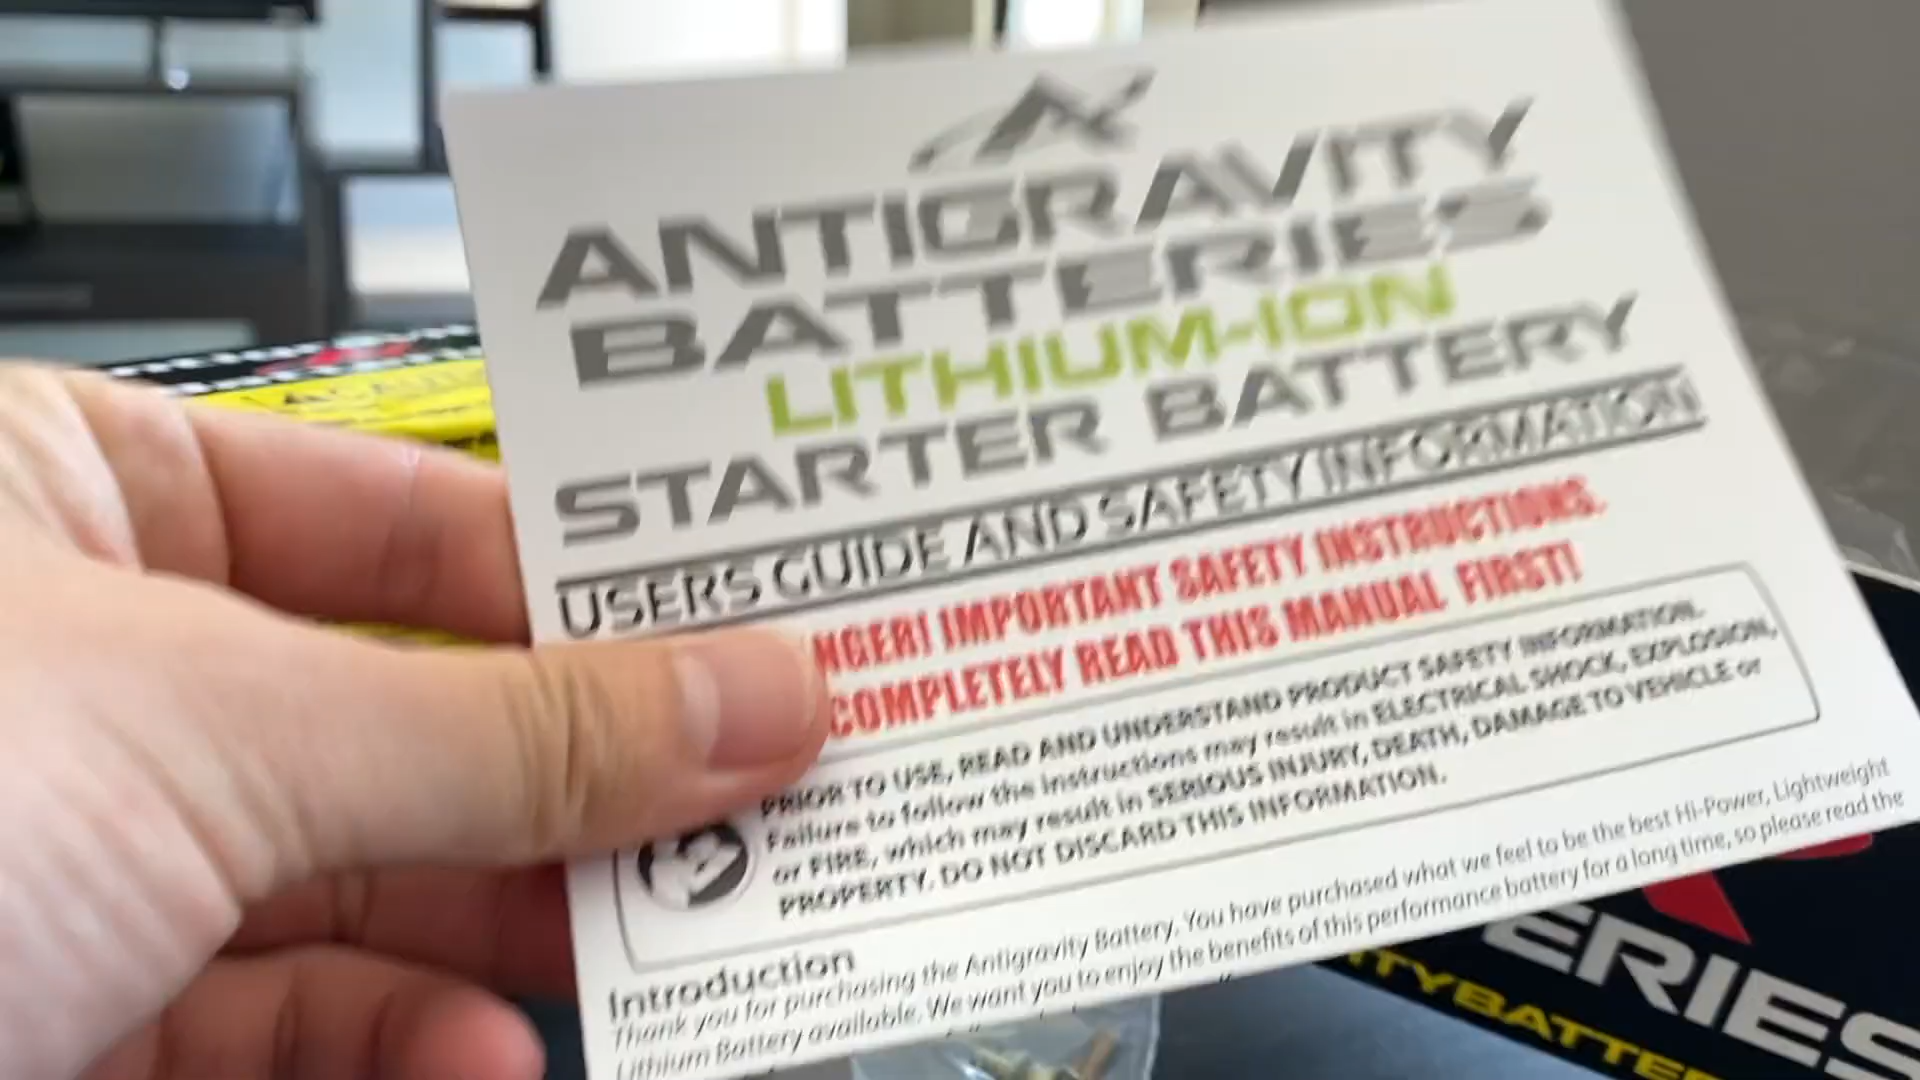 ANTIGRAVITY
BATTERIES
LITHIUM-ION
STARTER BATTERY
USERS GUIDE AND SAFETY INFORMATION
NGER! IMPORTANT SAFETY INSTRUCTIONS.
COMPLETELY READ THIS MANUAL FIRST!
PRIOR TO USE, READ AND UNDERSTAND PRODUCT SAFETY INFORMATION.
Failure to follow the instructions may result in ELECTRICAL SHOCK, EXPLOSION,
or FIRE, which may result in SERIOUS INJURY, DEATH, DAMAGE TO VEHICLE or
PROPERTY. DO NOT DISCARD THIS INFORMATION.
Introduction
Thank you for purchasing the Antigravity Battery. You have purchased what we feel to be the best Hi-Power, Lightweight
Lithium Battery available. We want you to enjoy the benefits of this performance battery for a long time, so please read the
ERIES
ITYBATTE